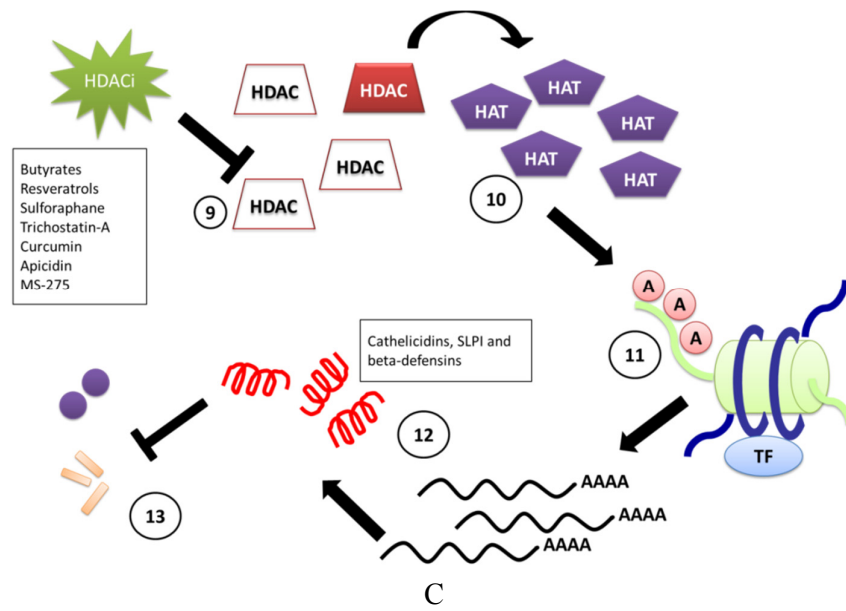 HDACi
HDAC
HDAC
HDAC
HDAC
HAT
HAT
HAT
HAT
HAT
Butyrates
Resveratrols
Sulforaphane
Trichostatin-A
Curcumin
Apicidin
MS-275
9
10
A
A
A
11
TF
Cathelicidins, SLPI and
beta-defensins
12
AAAA
AAAA
AAAA
13
C